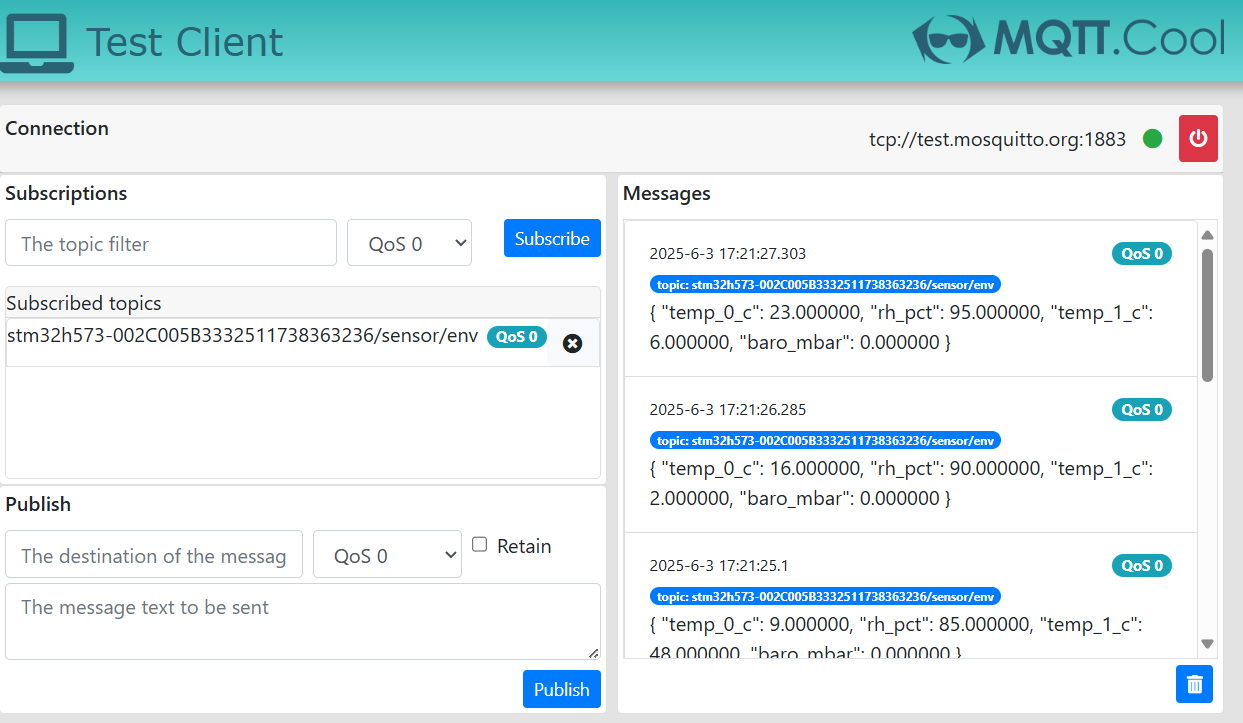 Test Client
MQTT.Cool
Connection
tcp://test.mosquitto.org:1883
Subscriptions
The topic filter
QoS 0
Subscribe
Subscribed topics
stm32h573-002C005B3332511738363236/sensor/env QoS 0
Publish
The destination of the messag
QoS 0
Retain
The message text to be sent
Publish
Messages
2025-6-3 17:21:27.303
QoS 0
topic: stm32h573-002C005B3332511738363236/sensor/env
{ "temp_0_c": 23.000000, "rh_pct": 95.000000, "temp_1_c":
6.000000, "baro_mbar": 0.000000 }
2025-6-3 17:21:26.285
QoS 0
topic: stm32h573-002C005B3332511738363236/sensor/env
{ "temp_0_c": 16.000000, "rh_pct": 90.000000, "temp_1_c":
2.000000, "baro_mbar": 0.000000 }
2025-6-3 17:21:25.1
QoS 0
topic: stm32h573-002C005B3332511738363236/sensor/env
{ "temp_0_c": 9.000000, "rh_pct": 85.000000, "temp_1_c":
48.000000, "baro_mbar": 0.000000 }